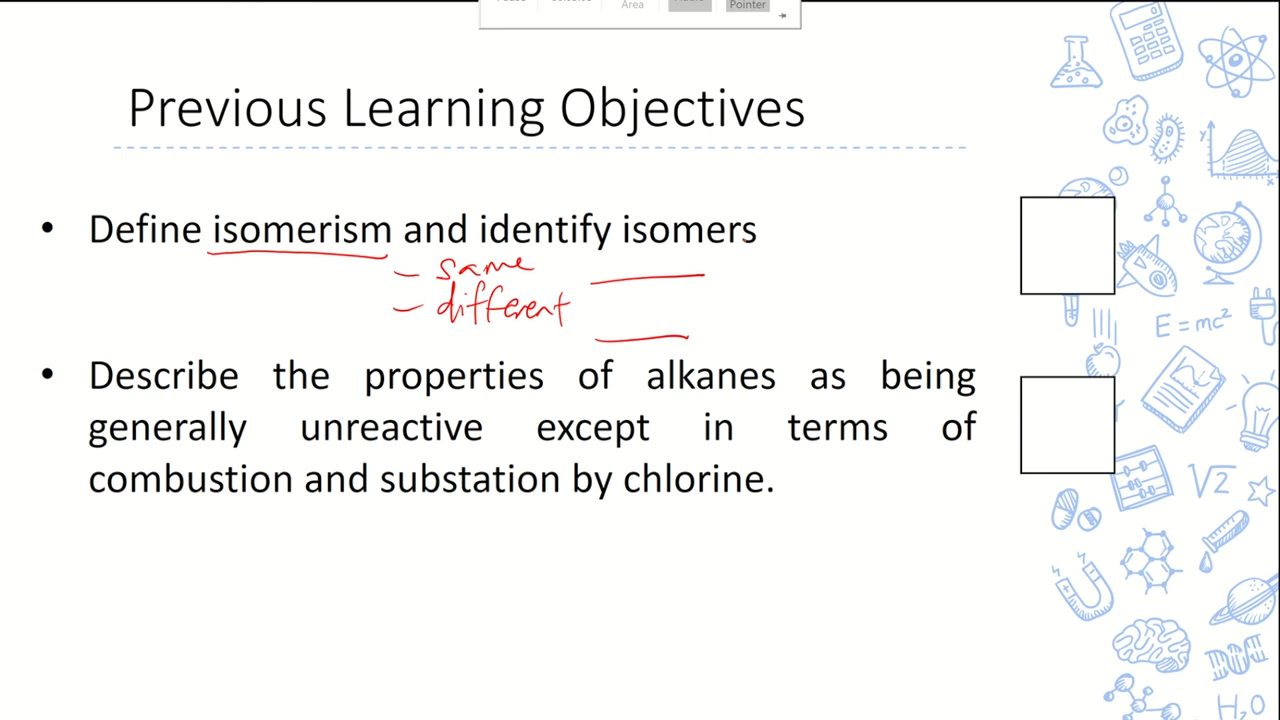 Area
Pointer
Previous Learning Objectives
• Define isomerism and identify isomers
– same
– different
• Describe the properties of alkanes as being
generally unreactive except in terms of
combustion and substation by chlorine.
y
x
E = mc²
√2
H₂O